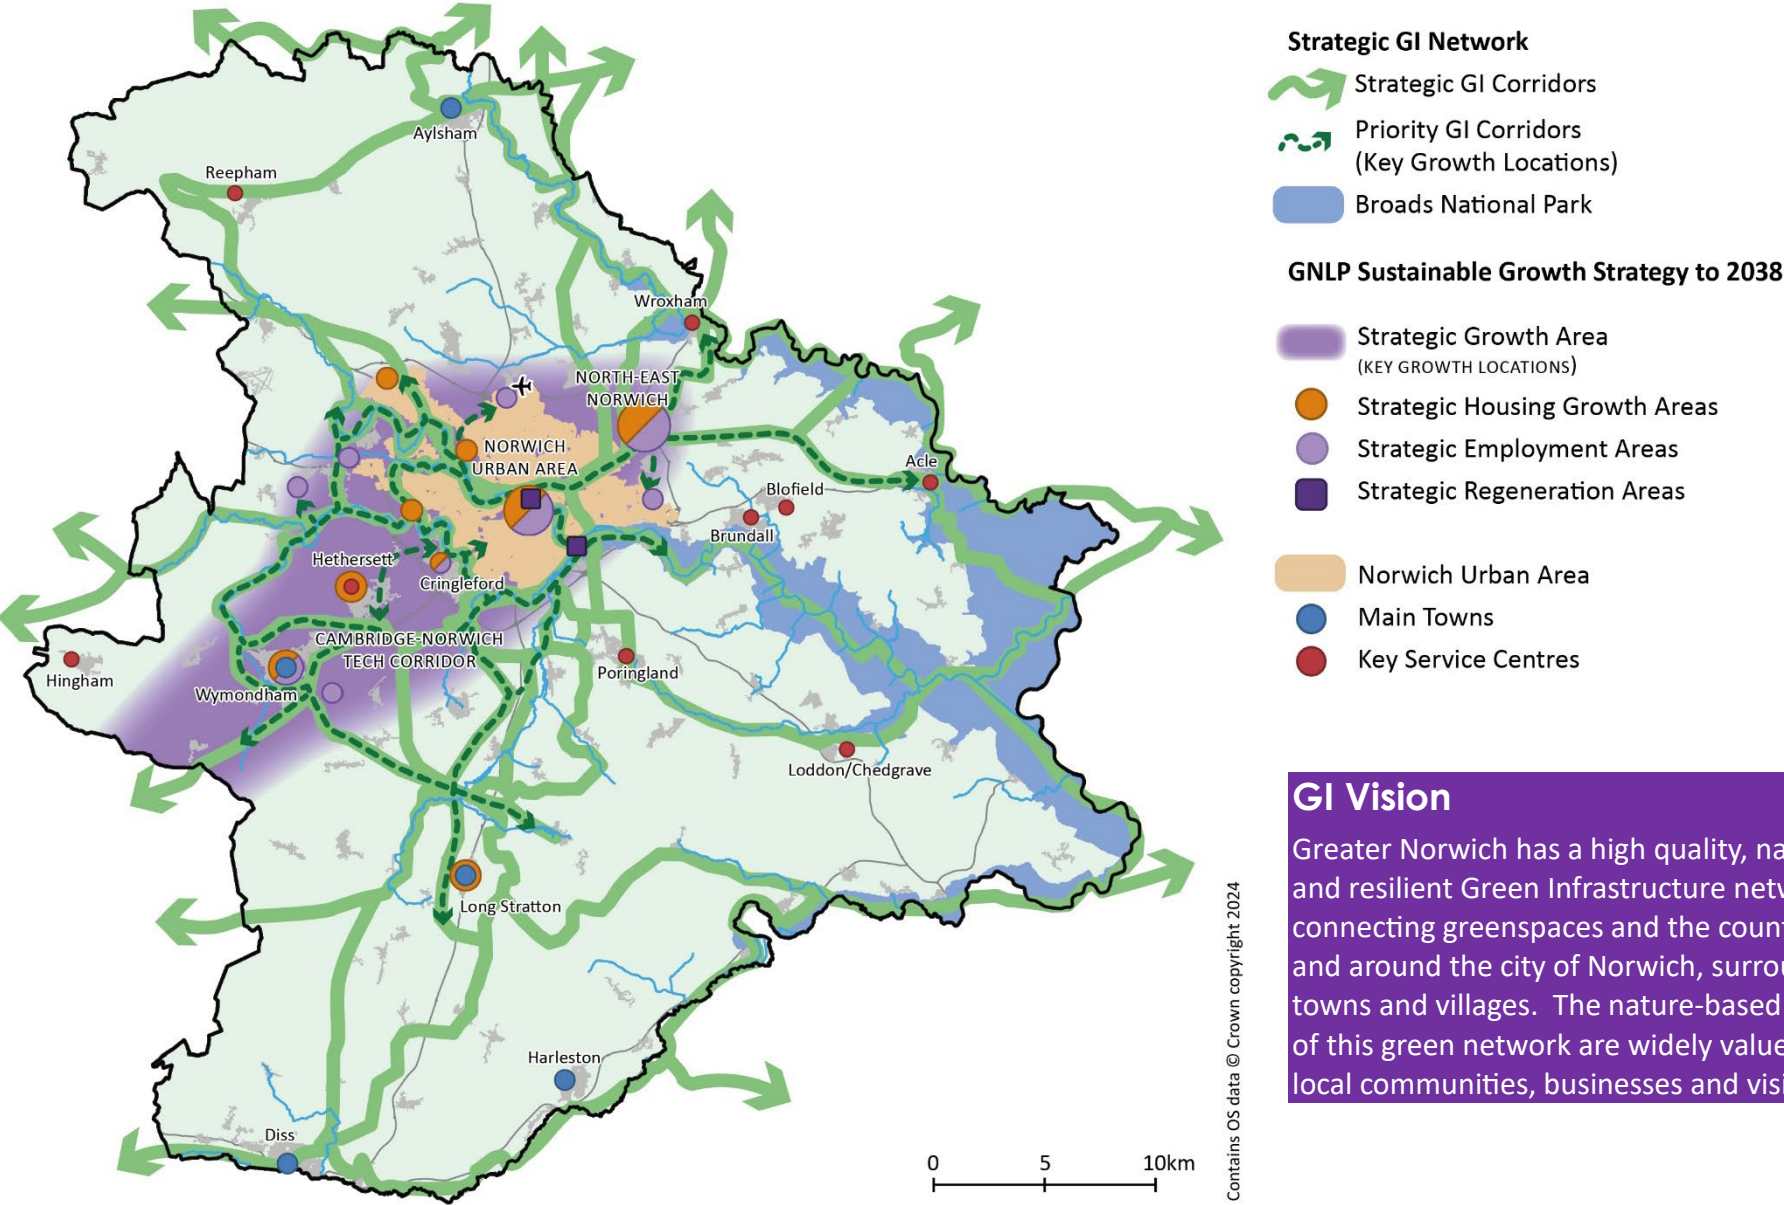 Aylsham
Reepham
Wroxham
NORTH-EAST
NORWICH
NORWICH
URBAN AREA
Acle
Blofield
Brundall
Hethersett
Cringleford
CAMBRIDGE-NORWICH
TECH CORRIDOR
Hingham
Wymondham
Poringland
Loddon/Chedgrave
Long Stratton
Harleston
Diss
0 5 10km
Contains OS data © Crown copyright 2024
Strategic GI Network
Strategic GI Corridors
Priority GI Corridors
(Key Growth Locations)
Broads National Park
GNLP Sustainable Growth Strategy to 2038
Strategic Growth Area
(KEY GROWTH LOCATIONS)
Strategic Housing Growth Areas
Strategic Employment Areas
Strategic Regeneration Areas
Norwich Urban Area
Main Towns
Key Service Centres
GI Vision
Greater Norwich has a high quality, na
and resilient Green Infrastructure netw
connecting greenspaces and the count
and around the city of Norwich, surrou
towns and villages. The nature-based
of this green network are widely value
local communities, businesses and visi